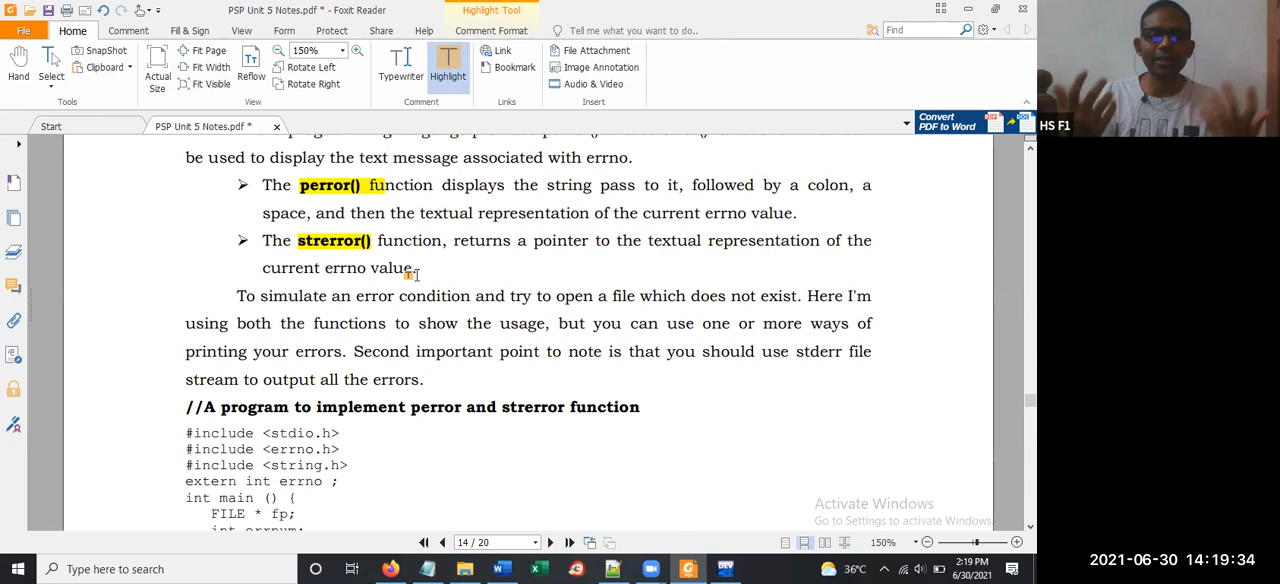 PSP Unit 5 Notes.pdf * - Foxit Reader
Highlight Tool
File
Home
Comment
Fill & Sign
View
Form
Protect
Share
Help
Comment Format
Tell me what you want to do..
Find
Hand
Select
SnapShot
Clipboard
Actual Size
Fit Page
Fit Width
Fit Visible
Reflow
150%
Rotate Left
Rotate Right
Typewriter
Highlight
Link
Bookmark
File Attachment
Image Annotation
Audio & Video
Tools
View
Comment
Links
Insert
Start
PSP Unit 5 Notes.pdf *
Convert
PDF to Word
HS F1
be used to display the text message associated with errno.
The perror() function displays the string pass to it, followed by a colon, a
space, and then the textual representation of the current errno value.
The strerror() function, returns a pointer to the textual representation of the
current errno value.
To simulate an error condition and try to open a file which does not exist. Here I'm
using both the functions to show the usage, but you can use one or more ways of
printing your errors. Second important point to note is that you should use stderr file
stream to output all the errors.
//A program to implement perror and strerror function
#include <stdio.h>
#include <errno.h>
#include <string.h>
extern int errno ;
int main () {
FILE * fp;
int errnum;
Activate Windows
Go to Settings to activate Windows.
14 / 20
150%
Type here to search
36°C
2:19 PM
6/30/2021
2021-06-30 14:19:34